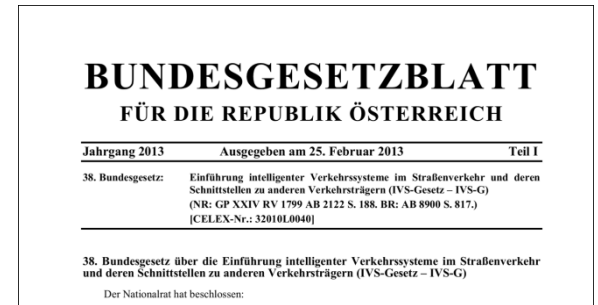 BUNDESGESETZBLATT
FÜR DIE REPUBLIK ÖSTERREICH
Jahrgang 2013 Ausgegeben am 25. Februar 2013 Teil I
38. Bundesgesetz: Einführung intelligenter Verkehrssysteme im Straßenverkehr und deren
Schnittstellen zu anderen Verkehrsträgern (IVS-Gesetz – IVS-G)
(NR: GP XXIV RV 1799 AB 2122 S. 188. BR: AB 8900 S. 817.)
[CELEX-Nr.: 32010L0040]
38. Bundesgesetz über die Einführung intelligenter Verkehrssysteme im Straßenverkehr
und deren Schnittstellen zu anderen Verkehrsträgern (IVS-Gesetz – IVS-G)
Der Nationalrat hat beschlossen: